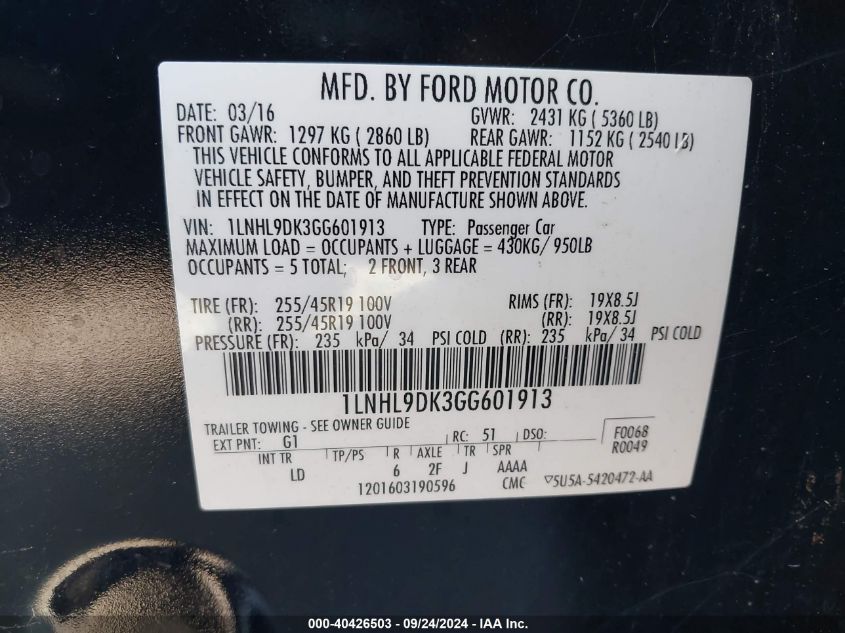 MFD. BY FORD MOTOR CO.
DATE: 03/16 GVWR: 2431 KG ( 5360 LB)
FRONT GAWR: 1297 KG ( 2860 LB) REAR GAWR: 1152 KG ( 2540 LB)
THIS VEHICLE CONFORMS TO ALL APPLICABLE FEDERAL MOTOR
VEHICLE SAFETY, BUMPER, AND THEFT PREVENTION STANDARDS
IN EFFECT ON THE DATE OF MANUFACTURE SHOWN ABOVE.
VIN: 1LNHL9DK3GG601913 TYPE: Passenger Car
MAXIMUM LOAD = OCCUPANTS + LUGGAGE = 430KG/ 950LB
OCCUPANTS = 5 TOTAL; 2 FRONT, 3 REAR
TIRE (FR): 255/45R19 100V RIMS (FR): 19X8.5J
(RR): 255/45R19 100V (RR): 19X8.5J
PRESSURE (FR): 235 kPa/ 34 PSI COLD (RR): 235 kPa/ 34 PSI COLD
1LNHL9DK3GG601913
TRAILER TOWING - SEE OWNER GUIDE
EXT PNT: G1 RC: 51 DSO: F0068
INT TR TP/PS R AXLE TR SPR R0049
LD 6 2F J AAAA
1201603190596 CMC ▽5U5A-5420472-AA
000-40426503 - 09/24/2024 - IAA Inc.